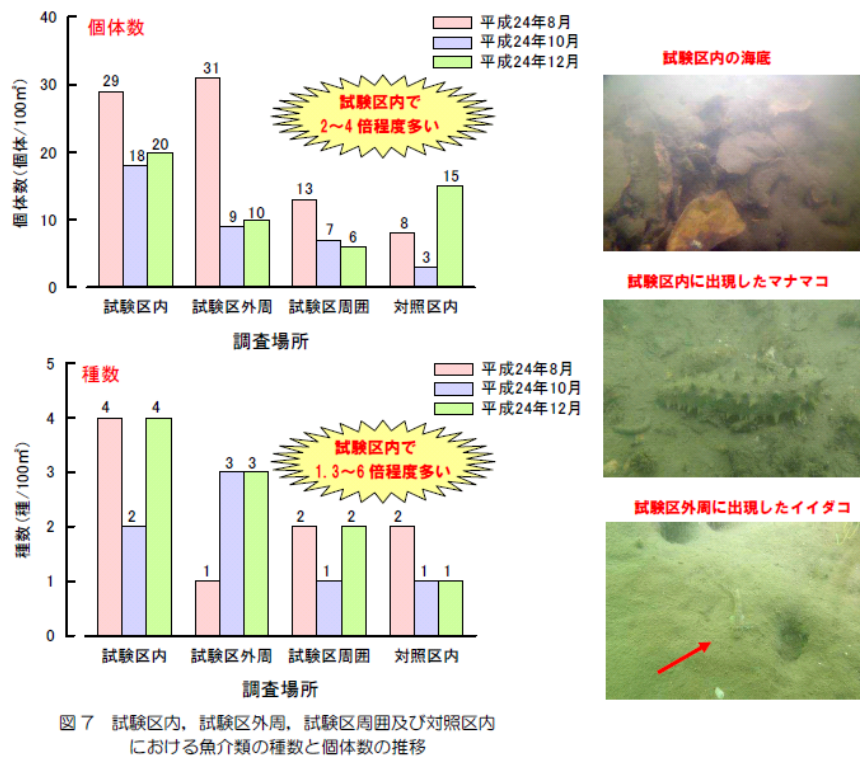 個体数
平成24年8月
平成24年10月
平成24年12月
個体数(個体/100㎡)
40
30
20
10
0
29
18
20
31
9
10
13
7
6
8
3
15
試験区内で
2～4倍程度多い
試験区内
試験区外周
試験区周囲
対照区内
調査場所
種数
平成24年8月
平成24年10月
平成24年12月
種数(種/100㎡)
5
4
3
2
1
0
4
2
4
1
3
3
2
1
2
2
1
1
試験区内で
1.3～6倍程度多い
試験区内
試験区外周
試験区周囲
対照区内
調査場所
図7 試験区内，試験区外周，試験区周囲及び対照区内
における魚介類の種数と個体数の推移
試験区内の海底
試験区内に出現したマナマコ
試験区外周に出現したイイダコ